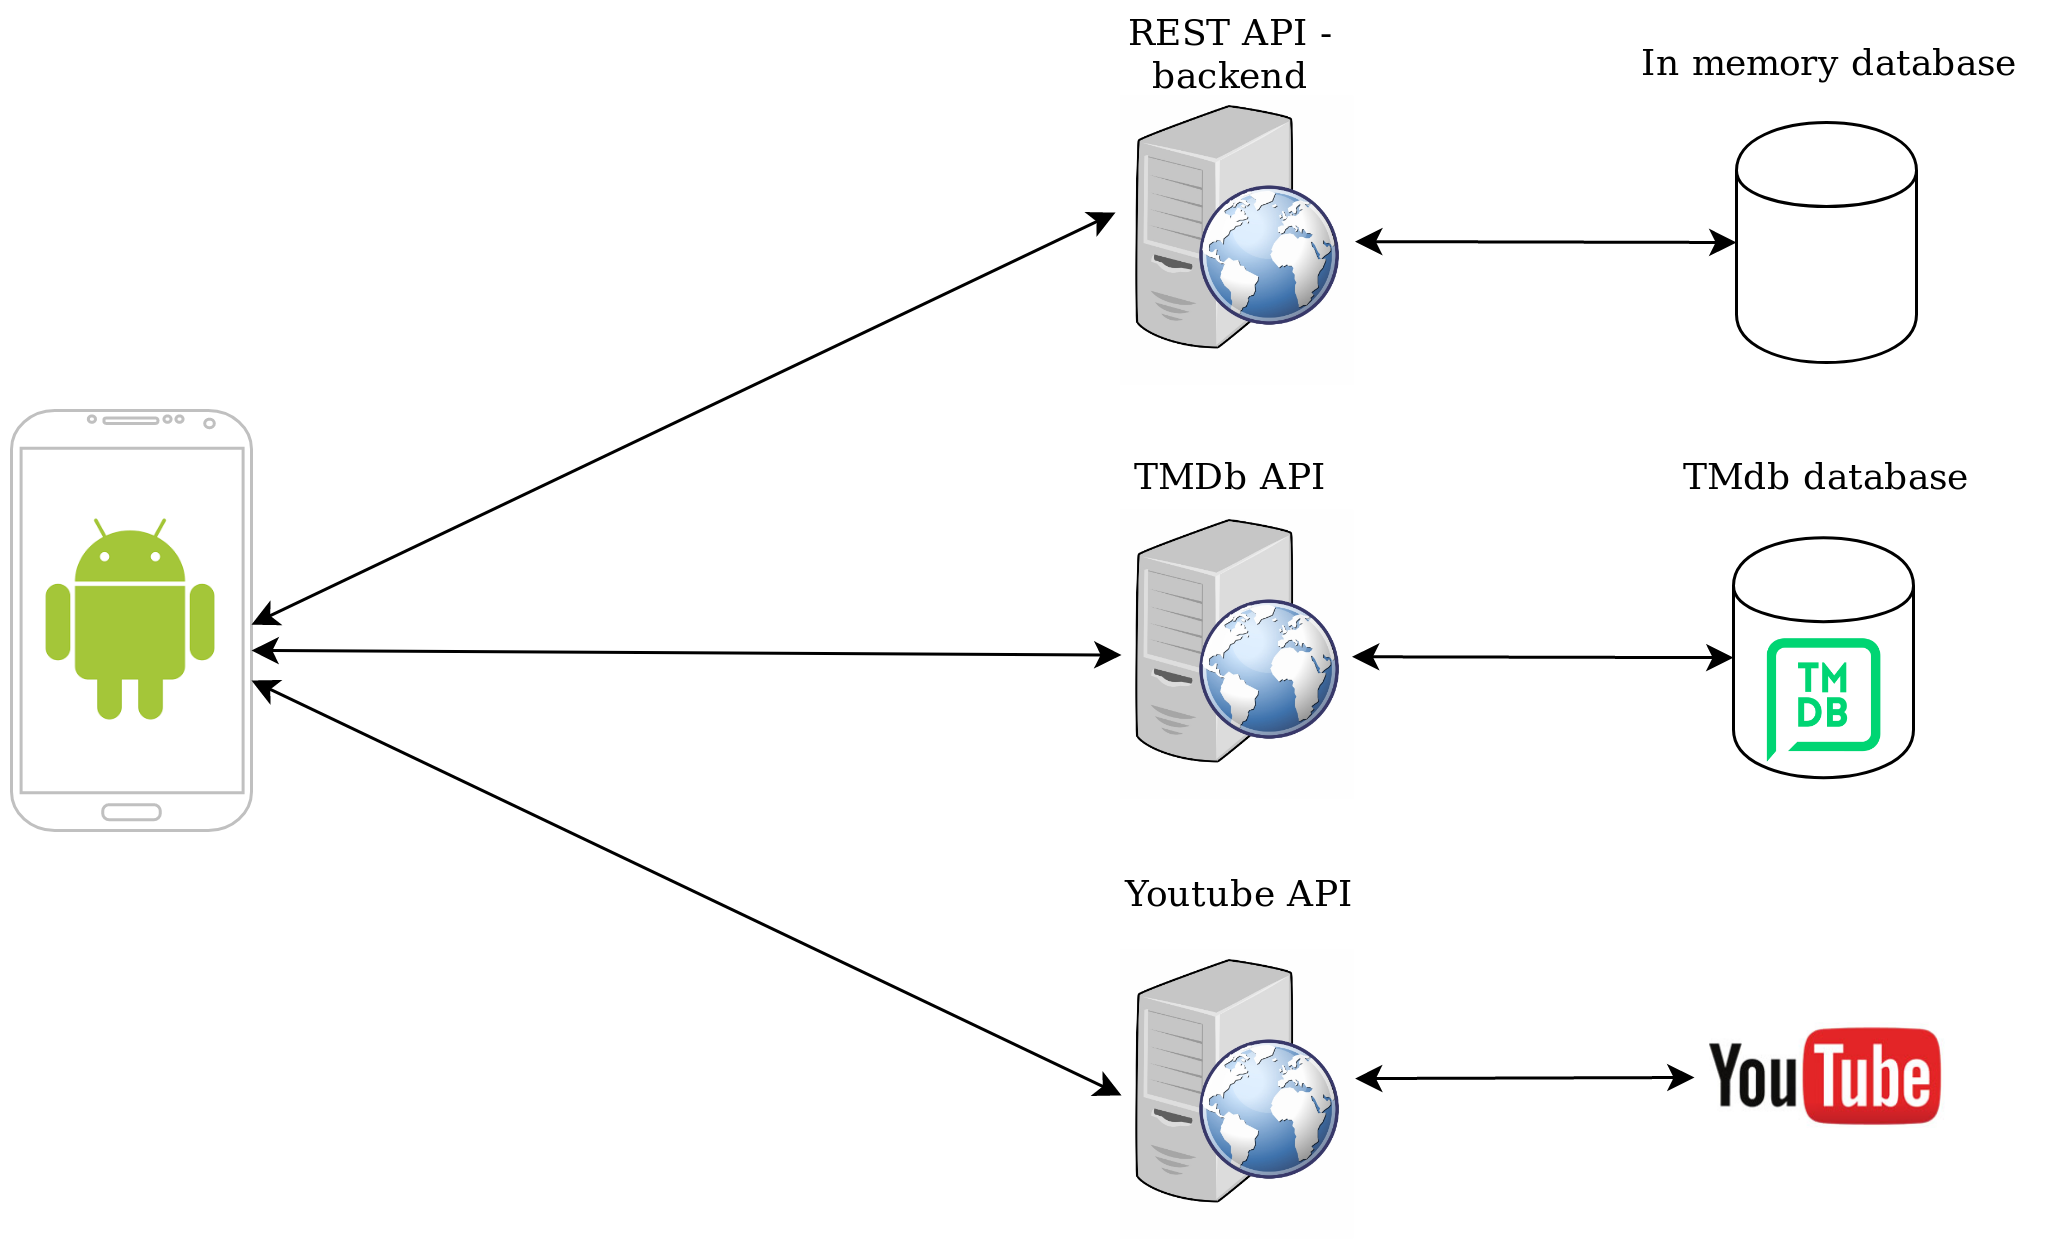 REST API -
backend
In memory database
TMDb API
TMdb database
TM
DB
Youtube API
YouTube